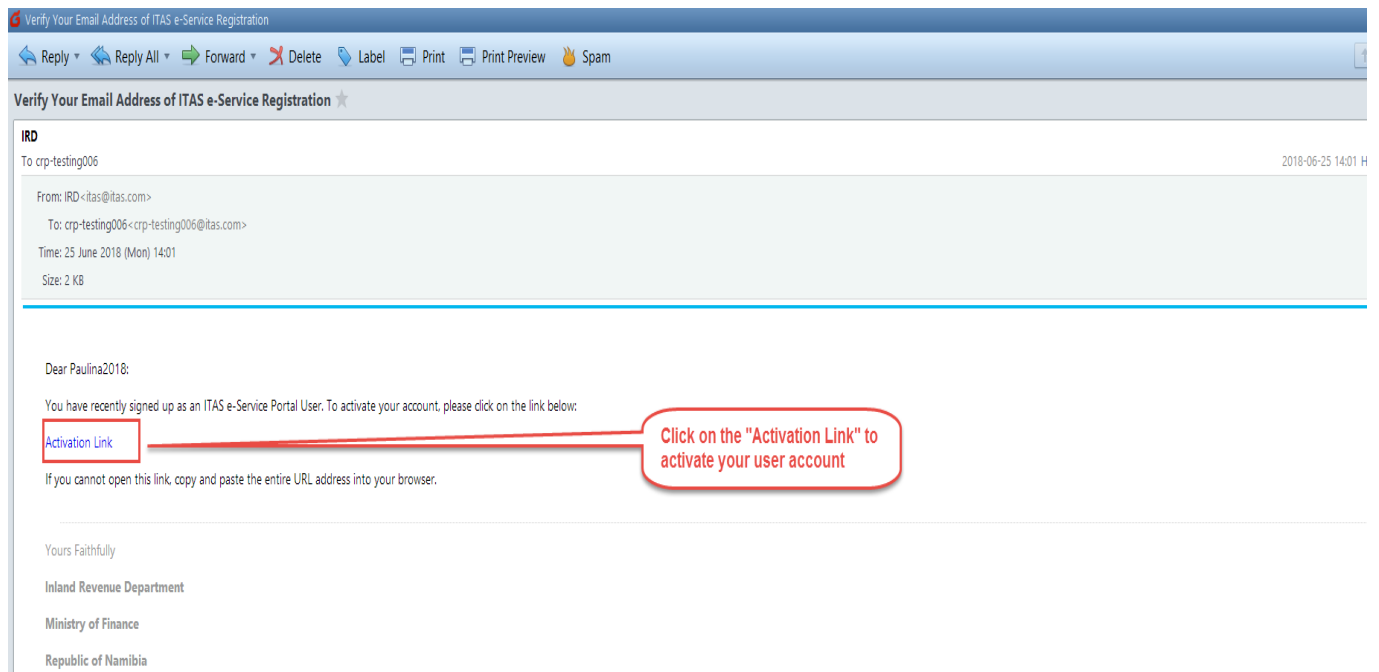 Verify Your Email Address of ITAS e-Service Registration
Reply Reply All Forward Delete Label Print Print Preview Spam
Verify Your Email Address of ITAS e-Service Registration
IRD
To crp-testing006
2018-06-25 14:01 H
From: IRD<itas@itas.com>
To: crp-testing006<crp-testing006@itas.com>
Time: 25 June 2018 (Mon) 14:01
Size: 2 KB
Dear Paulina2018:
You have recently signed up as an ITAS e-Service Portal User. To activate your account, please click on the link below:
Activation Link
Click on the "Activation Link" to
activate your user account
If you cannot open this link, copy and paste the entire URL address into your browser.
Yours Faithfully
Inland Revenue Department
Ministry of Finance
Republic of Namibia